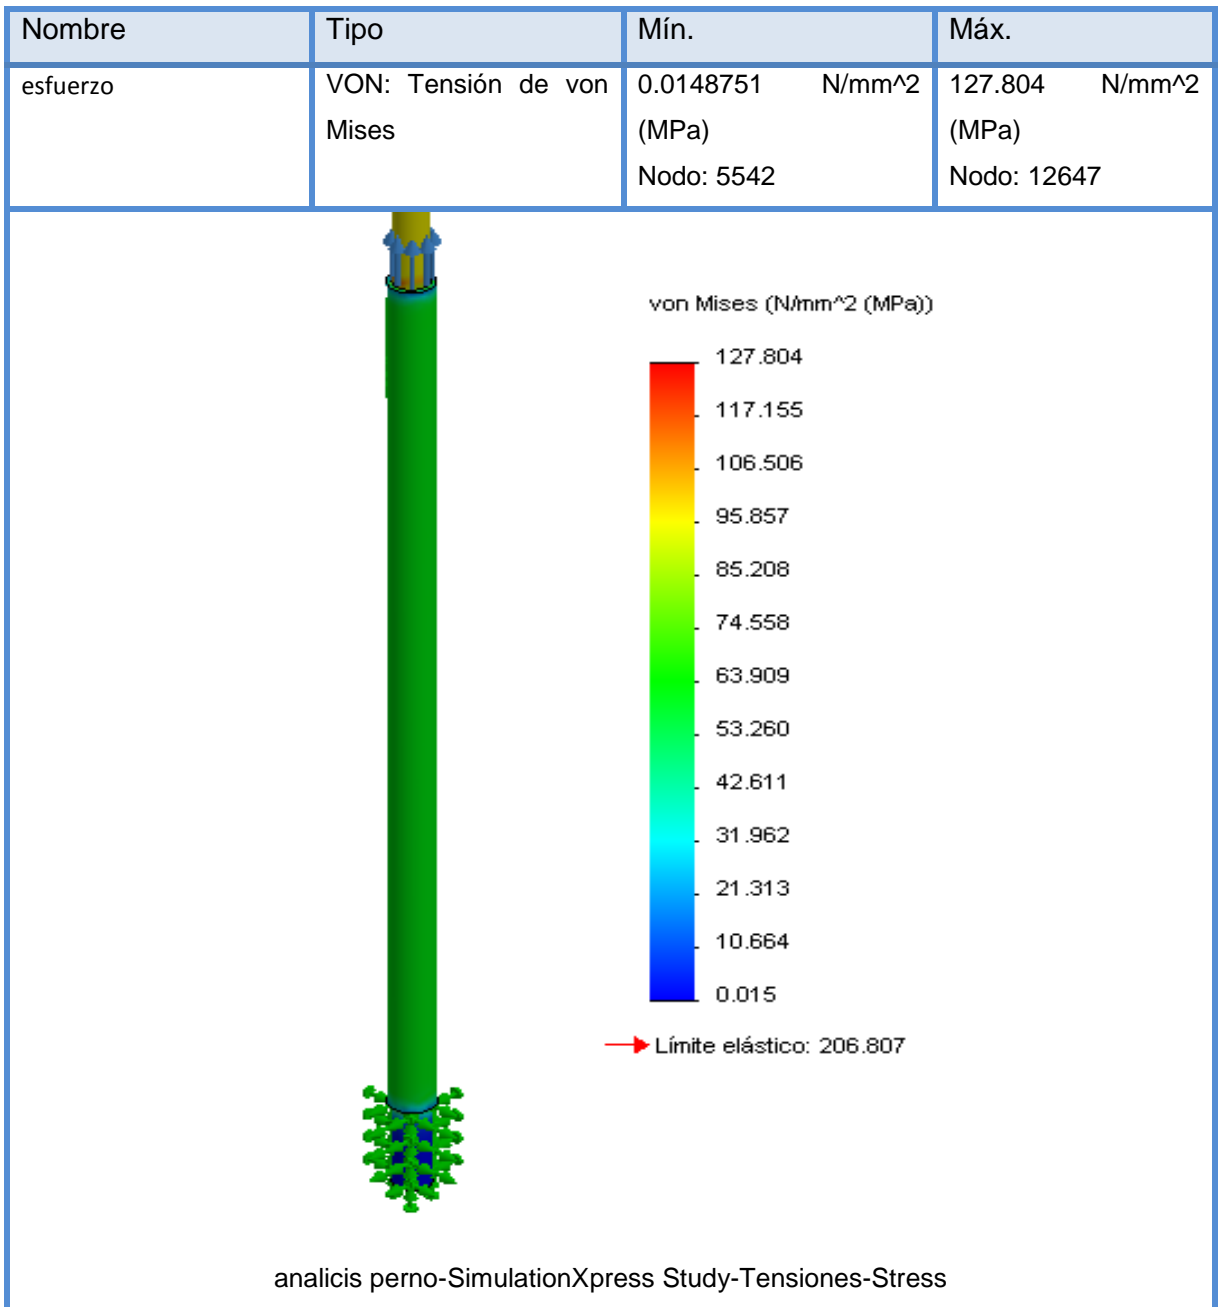 Nombre Tipo Mín. Máx.
esfuerzo VON: Tensión de von 0.0148751 N/mm^2 127.804 N/mm^2
Mises (MPa) (MPa)
Nodo: 5542 Nodo: 12647
von Mises (N/mm^2 (MPa))
127.804
117.155
106.506
95.857
85.208
74.558
63.909
53.260
42.611
31.962
21.313
10.664
0.015
Límite elástico: 206.807
analicis perno-SimulationXpress Study-Tensiones-Stress